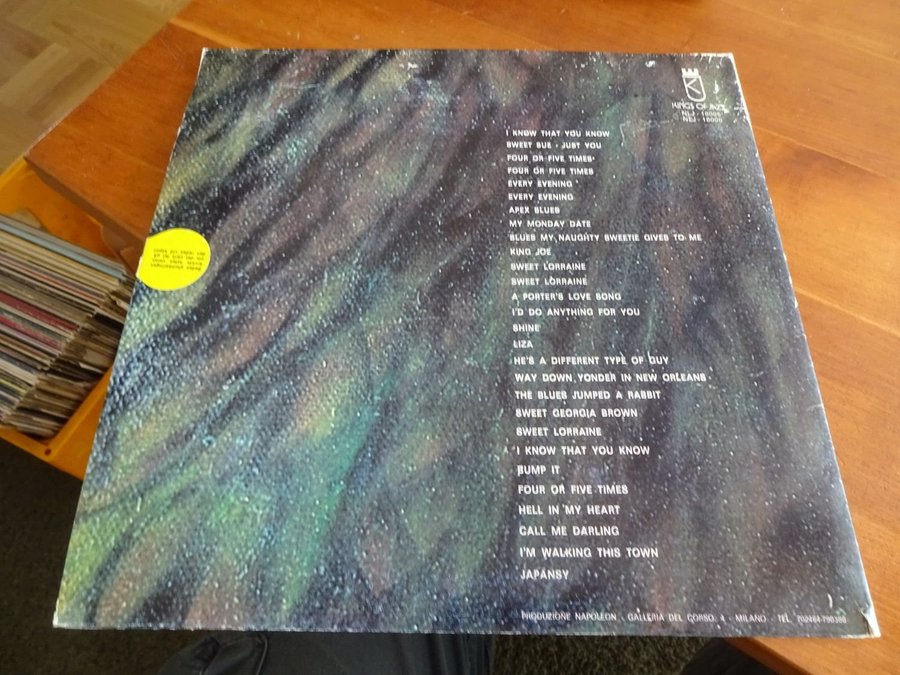 KINGS OF JAZZ
NLJ - 18005
NLJ - 18006
I KNOW THAT YOU KNOW
SWEET SUE - JUST YOU
FOUR OR FIVE TIMES
FOUR OR FIVE TIMES
EVERY EVENING
EVERY EVENING
APEX BLUES
MY MONDAY DATE
BLUES MY NAUGHTY SWEETIE GIVES TO ME
KING JOE
SWEET LORRAINE
SWEET LORRAINE
A PORTER'S LOVE SONG
I'D DO ANYTHING FOR YOU
SHINE
LIZA
HE'S A DIFFERENT TYPE OF GUY
WAY DOWN YONDER IN NEW ORLEANS
THE BLUES JUMPED A RABBIT
SWEET GEORGIA BROWN
SWEET LORRAINE
I KNOW THAT YOU KNOW
BUMP IT
FOUR OR FIVE TIMES
HELL IN MY HEART
CALL ME DARLING
I'M WALKING THIS TOWN
JAPANSY
PRODUZIONE NAPOLEON - GALLERIA DEL CORSO, 4 - MILANO - TEL.